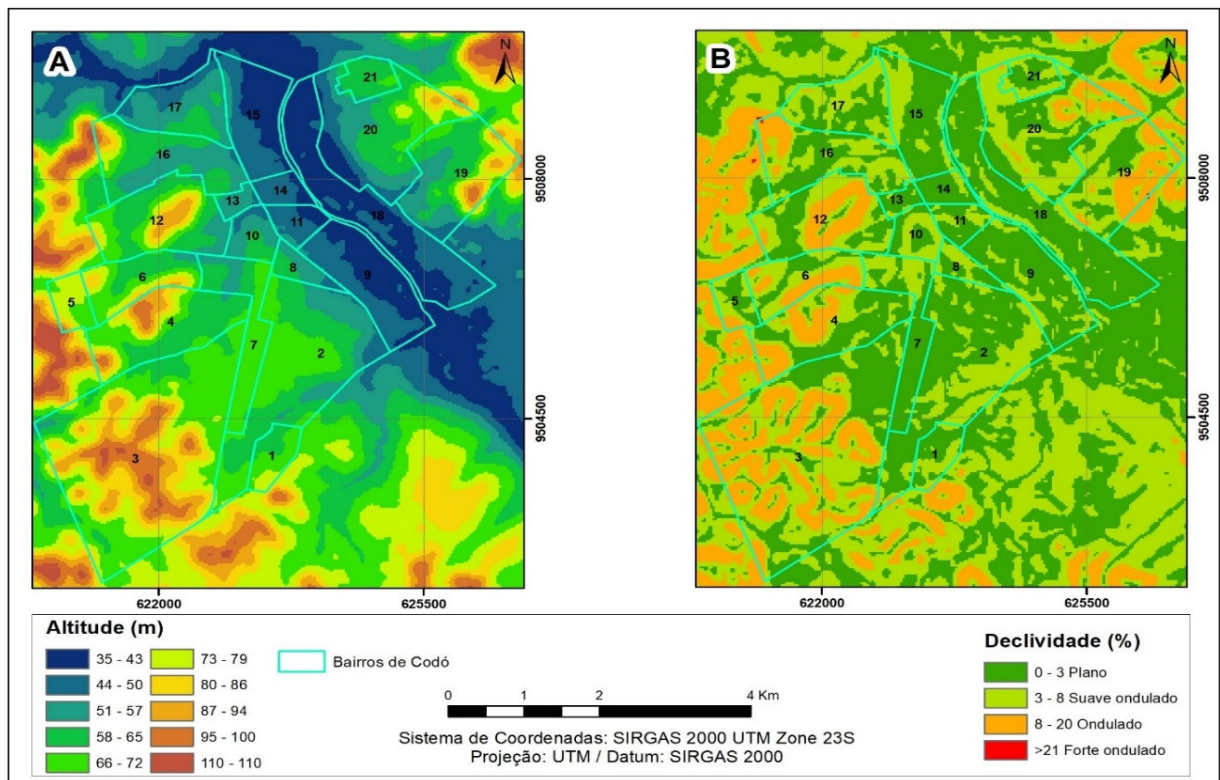 A
N
21
17
15
20
16
19
14
13
18
12
11
10
8
9
6
5
4
7
2
1
3
9508000
9504500
622000
625500
B
N
21
17
15
20
16
19
14
13
18
12
11
10
8
9
6
5
4
7
2
1
3
9508000
9504500
622000
625500
Altitude (m)
35 - 43
44 - 50
51 - 57
58 - 65
66 - 72
73 - 79
80 - 86
87 - 94
95 - 100
110 - 110
Bairros de Codó
0 1 2 4 Km
Sistema de Coordenadas: SIRGAS 2000 UTM Zone 23S
Projeção: UTM / Datum: SIRGAS 2000
Declividade (%)
0 - 3 Plano
3 - 8 Suave ondulado
8 - 20 Ondulado
>21 Forte ondulado